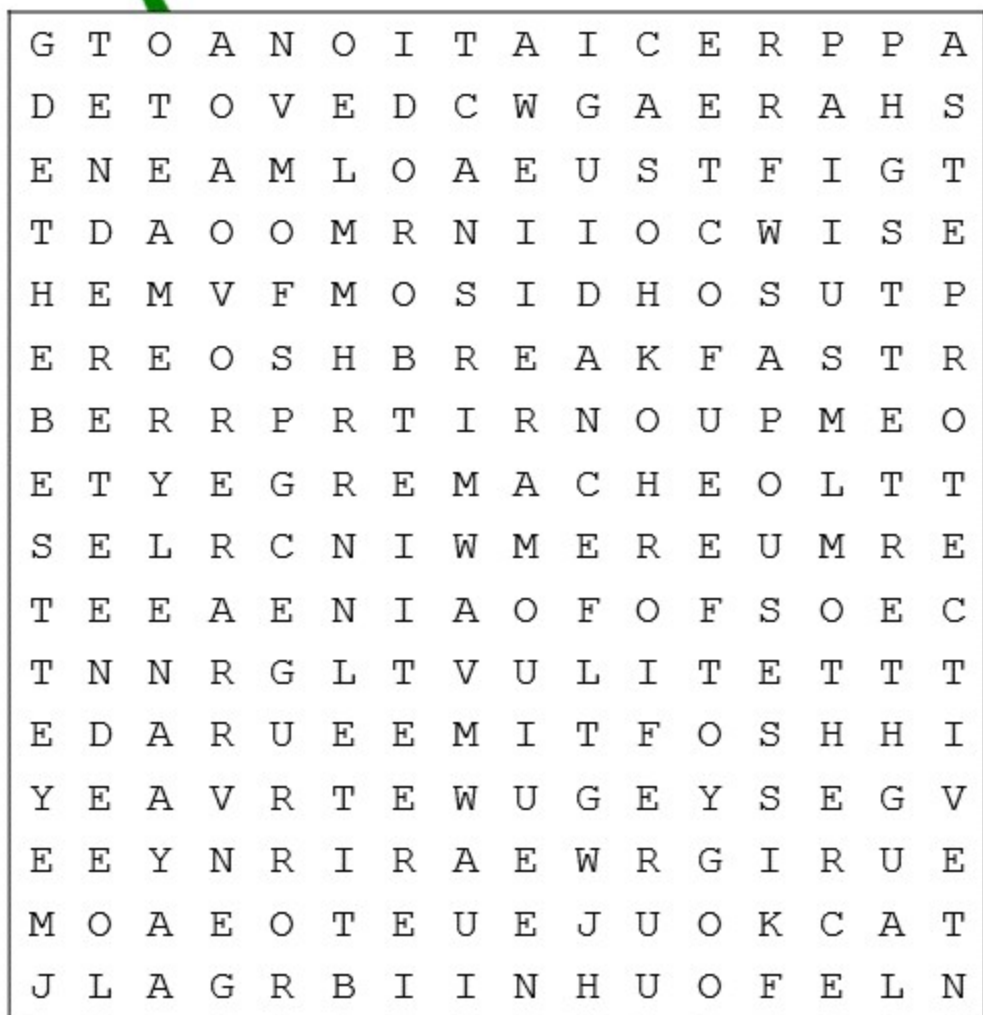 G T O A N O I T A I C E R P P A
D E T O V E D C W G A E R A H S
E N E A M L O A E U S T F I G T
T D A O O M R N I I O C W I S E
H E M V F M O S I D H O S U T P
E R E O S H B R E A K F A S T R
B E R R P R T I R N O U P M E O
E T Y E G R E M A C H E O L T T
S E L R C N I W M E R E U M R E
T E E A E N I A O F O F S O E C
T N N R G L T V U L I T E T T T
E D A R U E E M I T F O S H H I
Y E A V R T E W U G E Y S E G V
E E Y N R I R A E W R G I R U E
M O A E O T E U E J U O K C A T
J L A G R B I I N H U O F E L N